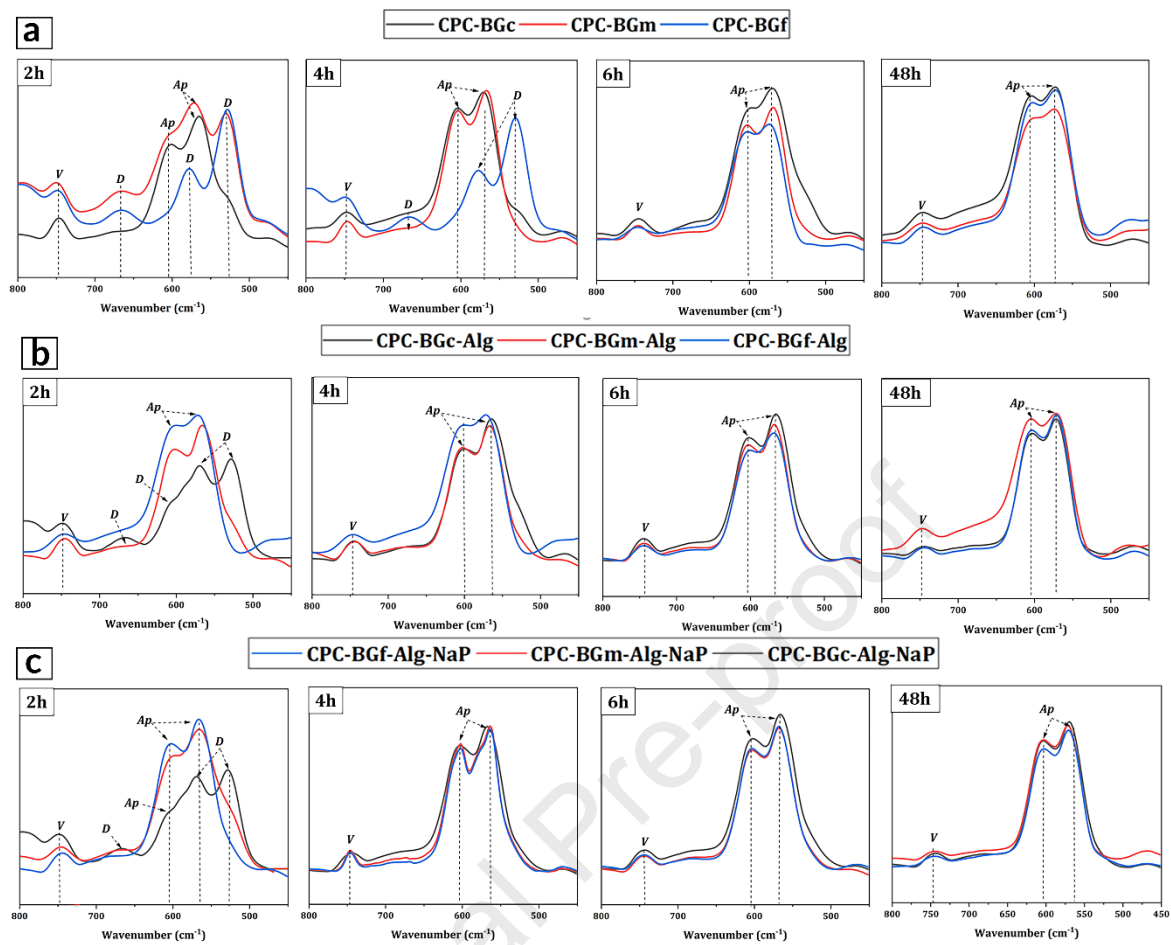 a
CPC-BGc CPC-BGm CPC-BGf
2h
Ap
Ap
D
V
D
D
800 700 600 500
Wavenumber (cm-1)
4h
Ap
D
V
D
800 700 600 500
Wavenumber (cm-1)
6h
Ap
V
800 700 600 500
Wavenumber (cm-1)
48h
Ap
V
800 700 600 500
Wavenumber (cm-1)
b
CPC-BGc-Alg CPC-BGm-Alg CPC-BGf-Alg
2h
Ap
D
D
V
D
800 700 600 500
Wavenumber (cm-1)
4h
Ap
V
800 700 600 500
Wavenumber (cm-1)
6h
Ap
V
800 700 600 500
Wavenumber (cm-1)
48h
Ap
V
800 700 600 500
Wavenumber (cm-1)
c
CPC-BGf-Alg-NaP CPC-BGm-Alg-NaP CPC-BGc-Alg-NaP
2h
Ap
D
Ap
V
D
800 700 600 500
Wavenumber (cm-1)
4h
Ap
V
800 700 600 500
Wavenumber (cm-1)
6h
Ap
V
800 700 600 500
Wavenumber (cm-1)
48h
Ap
V
800 750 700 650 600 550 500 450
Wavenumber (cm-1)
al Pre-proof